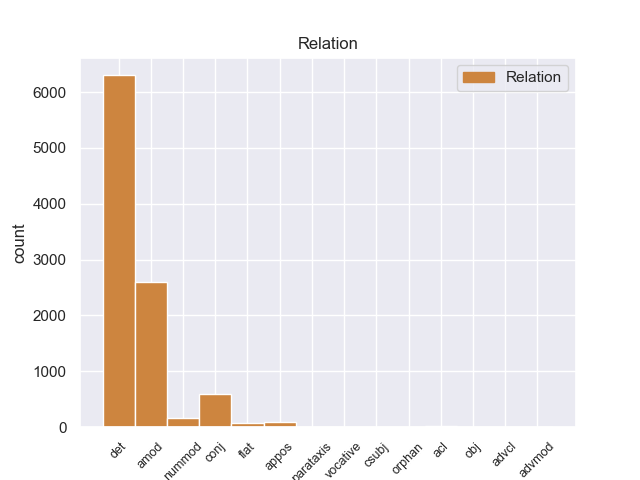 Relation
Relation
count
6000
5000
4000
3000
2000
1000
0
det
amod
nummod
conj
flat
appos
parataxis
vocative
csubj
orphan
acl
obj
advcl
advmod